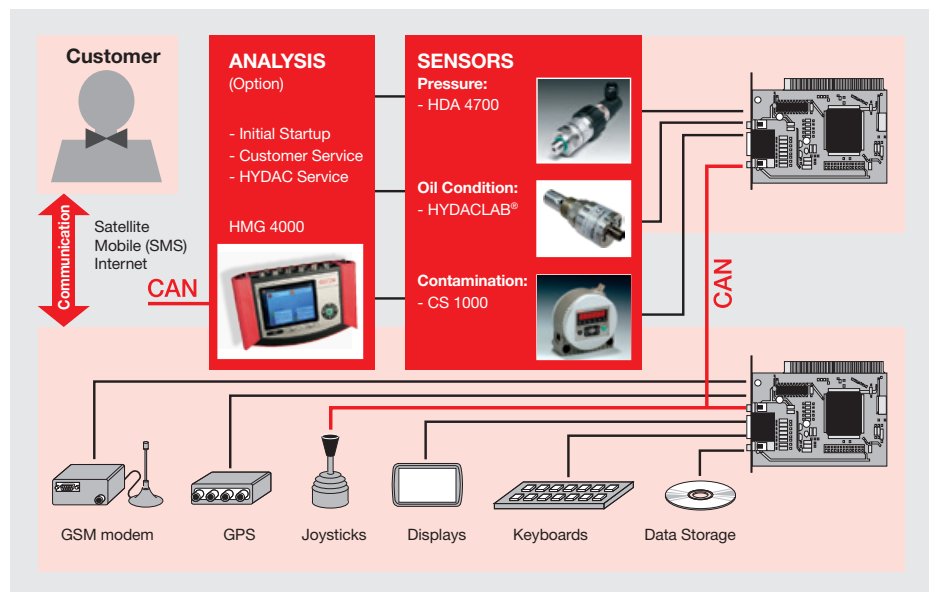 Customer
Communication
Satellite
Mobile (SMS)
Internet
CAN
ANALYSIS
(Option)
- Initial Startup
- Customer Service
- HYDAC Service
HMG 4000
SENSORS
Pressure:
- HDA 4700
Oil Condition:
- HYDACLAB®
Contamination:
- CS 1000
CAN
GSM modem
GPS
Joysticks
Displays
Keyboards
Data Storage